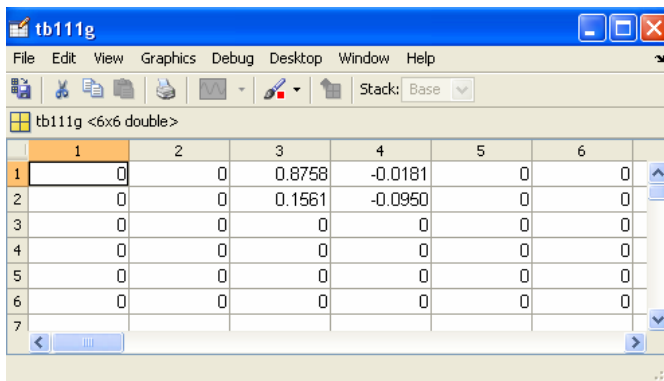 tb111g
File Edit View Graphics Debug Desktop Window Help
Stack: Base
tb111g <6x6 double>
1 2 3 4 5 6
1 0 0 0.8758 -0.0181 0 0
2 0 0 0.1561 -0.0950 0 0
3 0 0 0 0 0 0
4 0 0 0 0 0 0
5 0 0 0 0 0 0
6 0 0 0 0 0 0
7